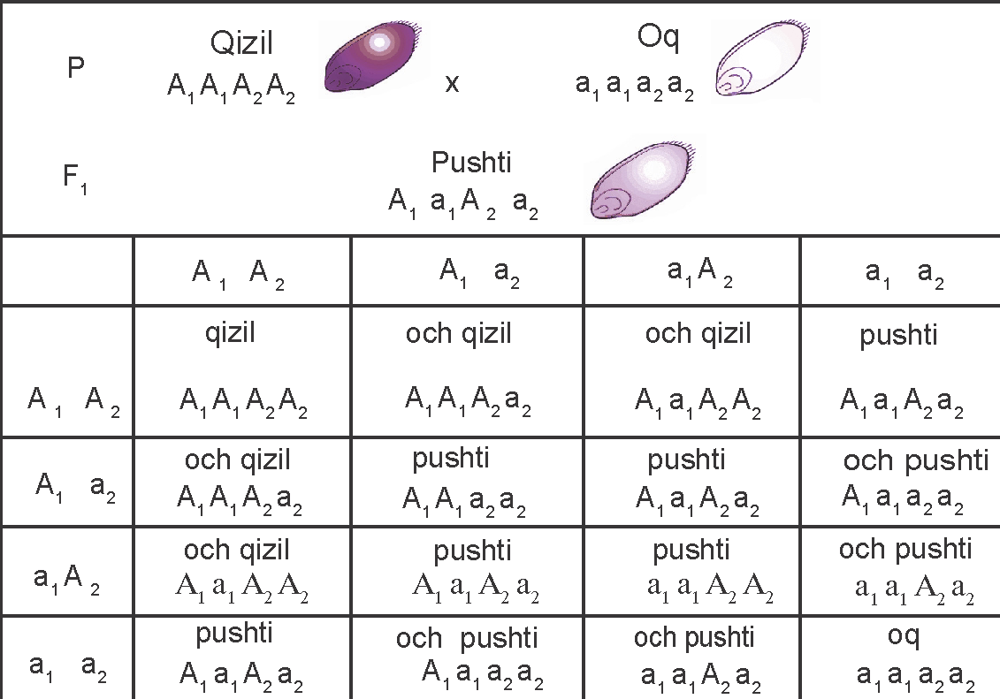 P Qizil Oq
A₁A₁A₂A₂ x a₁a₁a₂a₂
F₁ Pushti
A₁ a₁A₂ a₂
A₁ A₂ A₁ a₂ a₁A₂ a₁ a₂
qizil och qizil och qizil pushti
A₁ A₂ A₁A₁A₂A₂ A₁A₁A₂a₂ A₁a₁A₂A₂ A₁a₁A₂a₂
och qizil pushti pushti och pushti
A₁ a₂ A₁A₁A₂a₂ A₁A₁a₂a₂ A₁a₁A₂a₂ A₁a₁a₂a₂
och qizil pushti pushti och pushti
a₁A₂ A₁a₁A₂A₂ A₁a₁A₂a₂ a₁a₁A₂A₂ a₁a₁A₂a₂
pushti och pushti och pushti oq
a₁ a₂ A₁a₁A₂a₂ A₁a₁a₂a₂ a₁a₁A₂a₂ a₁a₁a₂a₂